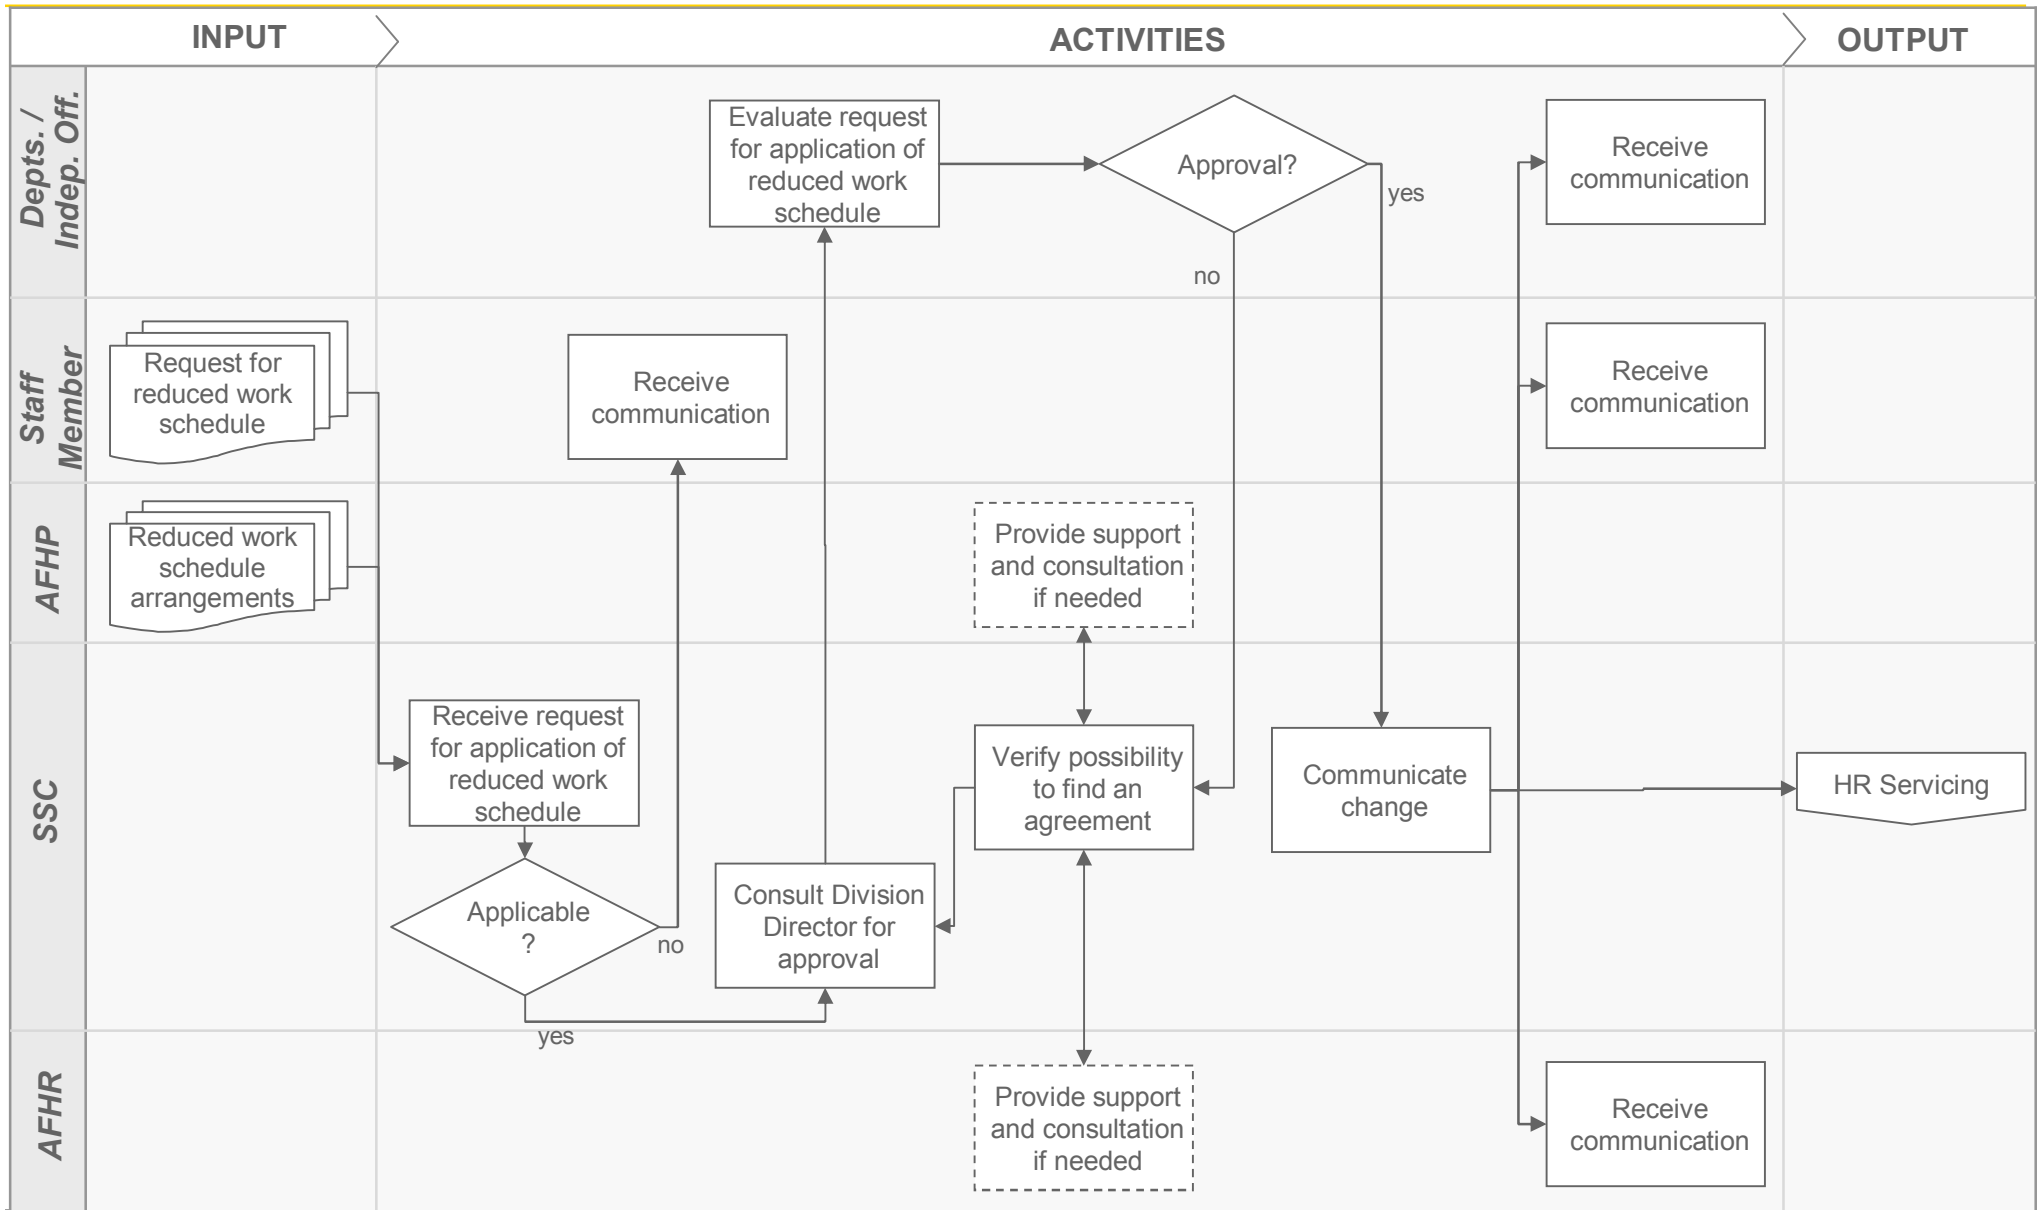 INPUT
ACTIVITIES
OUTPUT
Depts. /
Indep. Off.
Evaluate request
for application of
reduced work
schedule
Approval?
yes
no
Receive
communication
Staff
Member
Request for
reduced work
schedule
Receive
communication
Receive
communication
AFHP
Reduced work
schedule
arrangements
Provide support
and consultation
if needed
SSC
Receive request
for application of
reduced work
schedule
Applicable
?
no
yes
Consult Division
Director for
approval
Verify possibility
to find an
agreement
Communicate
change
HR Servicing
AFHR
Provide support
and consultation
if needed
Receive
communication